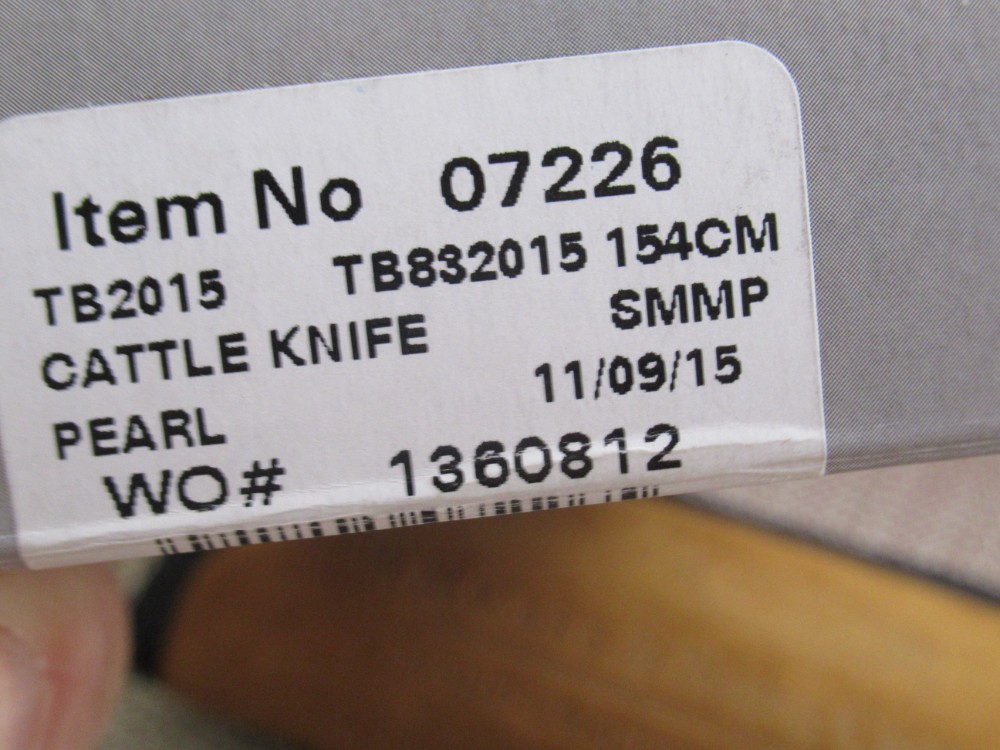 Item No 07226
TB2015 TB832015 154CM
CATTLE KNIFE SMMP
PEARL 11/09/15
WO# 1360812